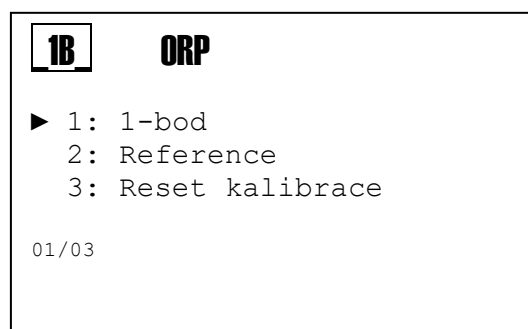 1B ORP
► 1: 1-bod
2: Reference
3: Reset kalibrace
01/03